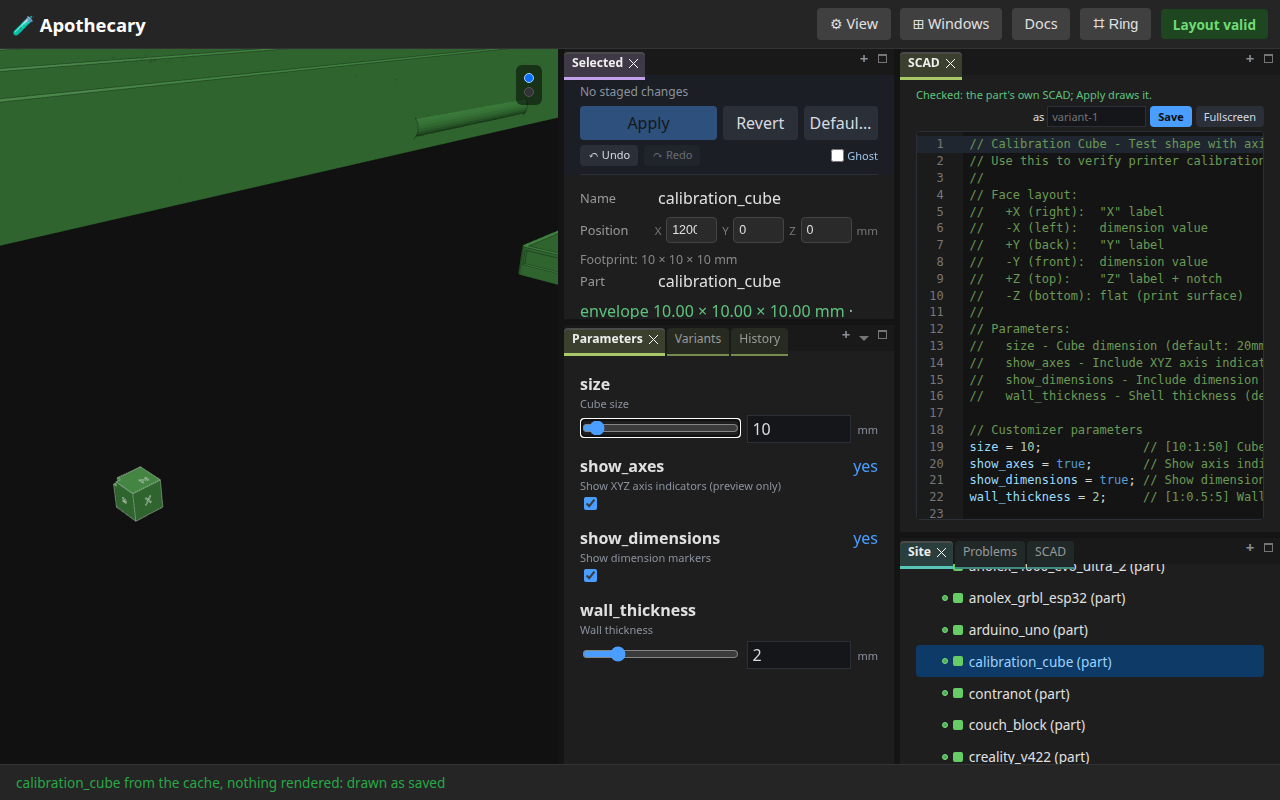 🧪 Apothecary
⚙ View
⊞ Windows
Docs
⌗ Ring
Layout valid
Selected
No staged changes
Apply
Revert
Defaul...
↶ Undo
↷ Redo
Ghost
Name
calibration_cube
Position
X
1200
Y
0
Z
0
mm
Footprint: 10 × 10 × 10 mm
Part
calibration_cube
envelope 10.00 × 10.00 × 10.00 mm ·
Parameters
Variants
History
size
Cube size
10
mm
show_axes
yes
Show XYZ axis indicators (preview only)
show_dimensions
yes
Show dimension markers
wall_thickness
Wall thickness
2
mm
SCAD
Checked: the part's own SCAD; Apply draws it.
as
variant-1
Save
Fullscreen
1 // Calibration Cube - Test shape with axi
2 // Use this to verify printer calibration
3 //
4 // Face layout:
5 //   +X (right):  "X" label
6 //   -X (left):   dimension value
7 //   +Y (back):   "Y" label
8 //   -Y (front):  dimension value
9 //   +Z (top):    "Z" label + notch
10 //   -Z (bottom): flat (print surface)
11 //
12 // Parameters:
13 //   size - Cube dimension (default: 20mm
14 //   show_axes - Include XYZ axis indicat
15 //   show_dimensions - Include dimension
16 //   wall_thickness - Shell thickness (de
17
18 // Customizer parameters
19 size = 10;             // [10:1:50] Cube
20 show_axes = true;      // Show axis indi
21 show_dimensions = true; // Show dimension
22 wall_thickness = 2;    // [1:0.5:5] Wall
23
Site
Problems
SCAD
anolex_4060_evo_ultra_2 (part)
anolex_grbl_esp32 (part)
arduino_uno (part)
calibration_cube (part)
contranot (part)
couch_block (part)
creality_v422 (part)
X
calibration_cube from the cache, nothing rendered: drawn as saved